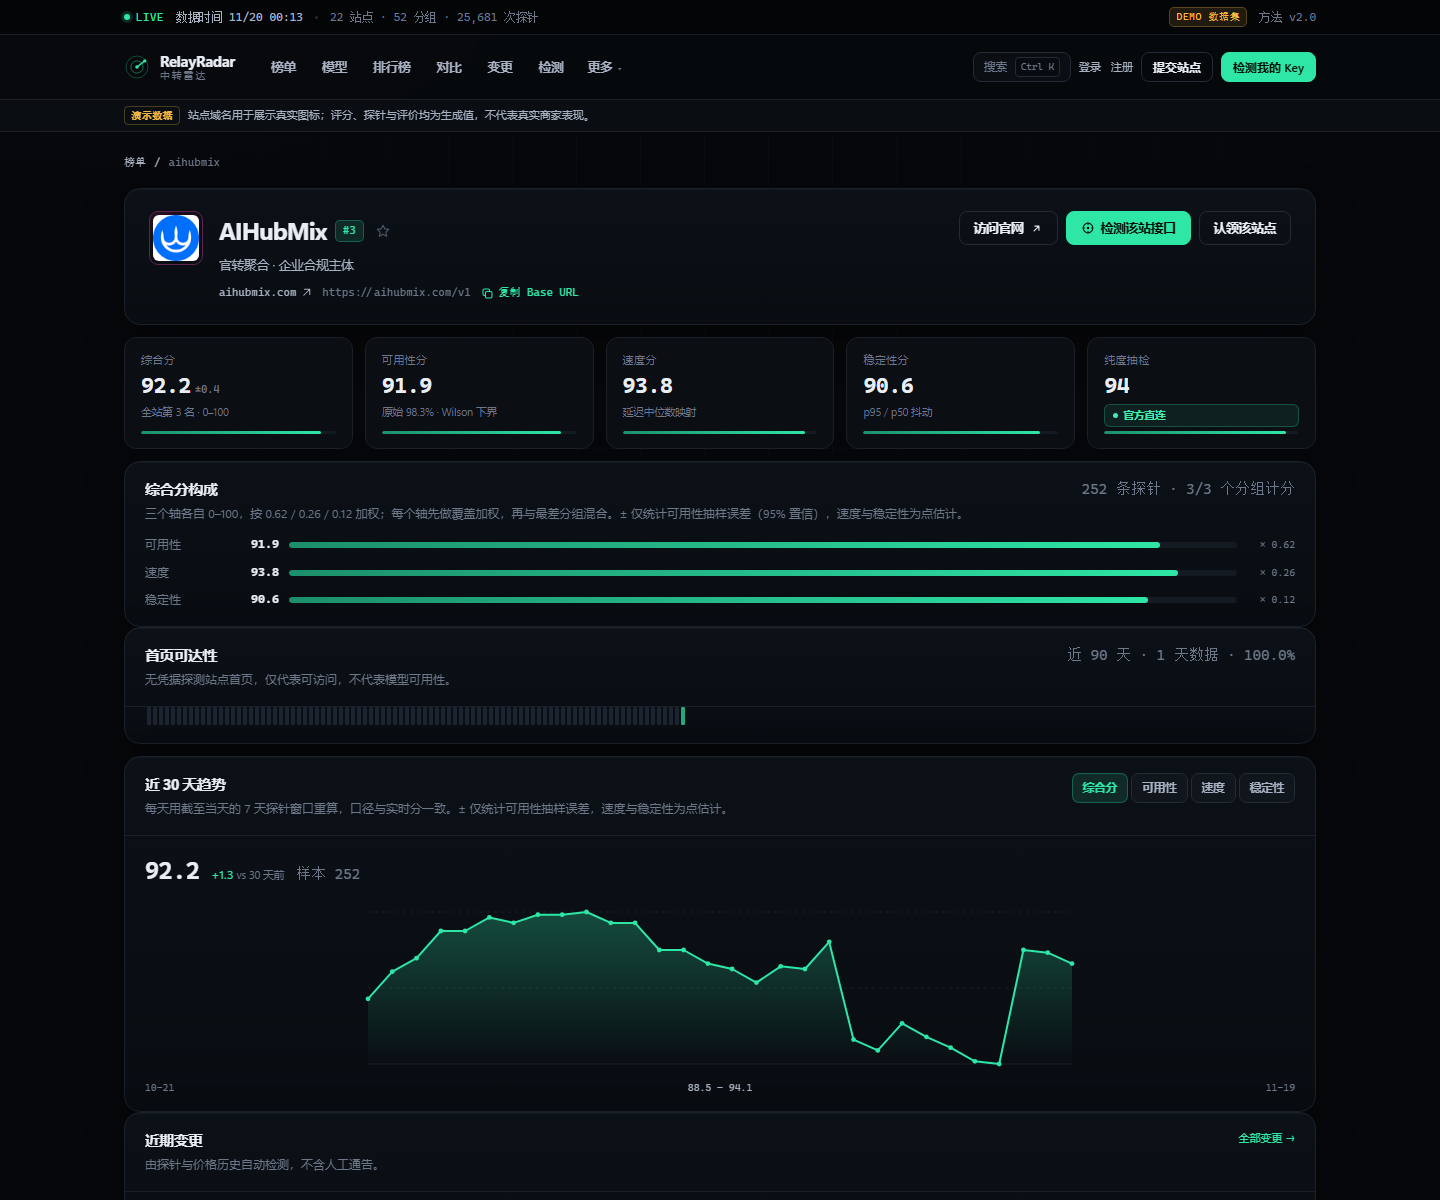 LIVE 数据时间 11/20 00:13 · 22 站点 · 52 分组 · 25,681 次探针
DEMO 数据集 方法 v2.0
RelayRadar
中转雷达
榜单 模型 排行榜 对比 变更 检测 更多
搜索 Ctrl K 登录 注册 提交站点 检测我的 Key
演示数据 站点域名用于展示真实图标；评分、探针与评价均为生成值，不代表真实商家表现。
榜单 / aihubmix
AIHubMix #3
访问官网 ↗ 检测该站接口 认领该站点
官转聚合 · 企业合规主体
aihubmix.com ↗ https://aihubmix.com/v1 复制 Base URL
综合分 可用性分 速度分 稳定性分 纯度抽检
92.2 ±0.4 91.9 93.8 90.6 94
全站第 3 名 · 0–100 原始 98.3% · Wilson 下界 延迟中位数映射 p95 / p50 抖动 官方直连
综合分构成 252 条探针 · 3/3 个分组计分
三个轴各自 0–100，按 0.62 / 0.26 / 0.12 加权；每个轴先做覆盖加权，再与最差分组混合。± 仅统计可用性抽样误差（95% 置信），速度与稳定性为点估计。
可用性 91.9 × 0.62
速度 93.8 × 0.26
稳定性 90.6 × 0.12
首页可达性 近 90 天 · 1 天数据 · 100.0%
无凭据探测站点首页，仅代表可访问，不代表模型可用性。
近 30 天趋势 综合分 可用性 速度 稳定性
每天用截至当天的 7 天探针窗口重算，口径与实时分一致。± 仅统计可用性抽样误差，速度与稳定性为点估计。
92.2 +1.3 vs 30 天前 样本 252
10-21 88.5 — 94.1 11-19
近期变更 全部变更 →
由探针与价格历史自动检测，不含人工通告。